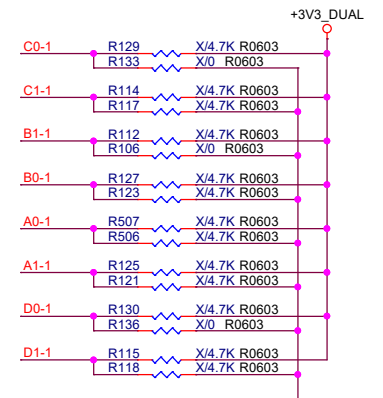 +3V3_DUAL
C0-1 R129 X/4.7K R0603
R133 X/0 R0603
C1-1 R114 X/4.7K R0603
R117 X/4.7K R0603
B1-1 R112 X/4.7K R0603
R106 X/0 R0603
B0-1 R127 X/4.7K R0603
R123 X/4.7K R0603
A0-1 R507 X/4.7K R0603
R506 X/4.7K R0603
A1-1 R125 X/4.7K R0603
R121 X/4.7K R0603
D0-1 R130 X/4.7K R0603
R136 X/0 R0603
D1-1 R115 X/4.7K R0603
R118 X/4.7K R0603